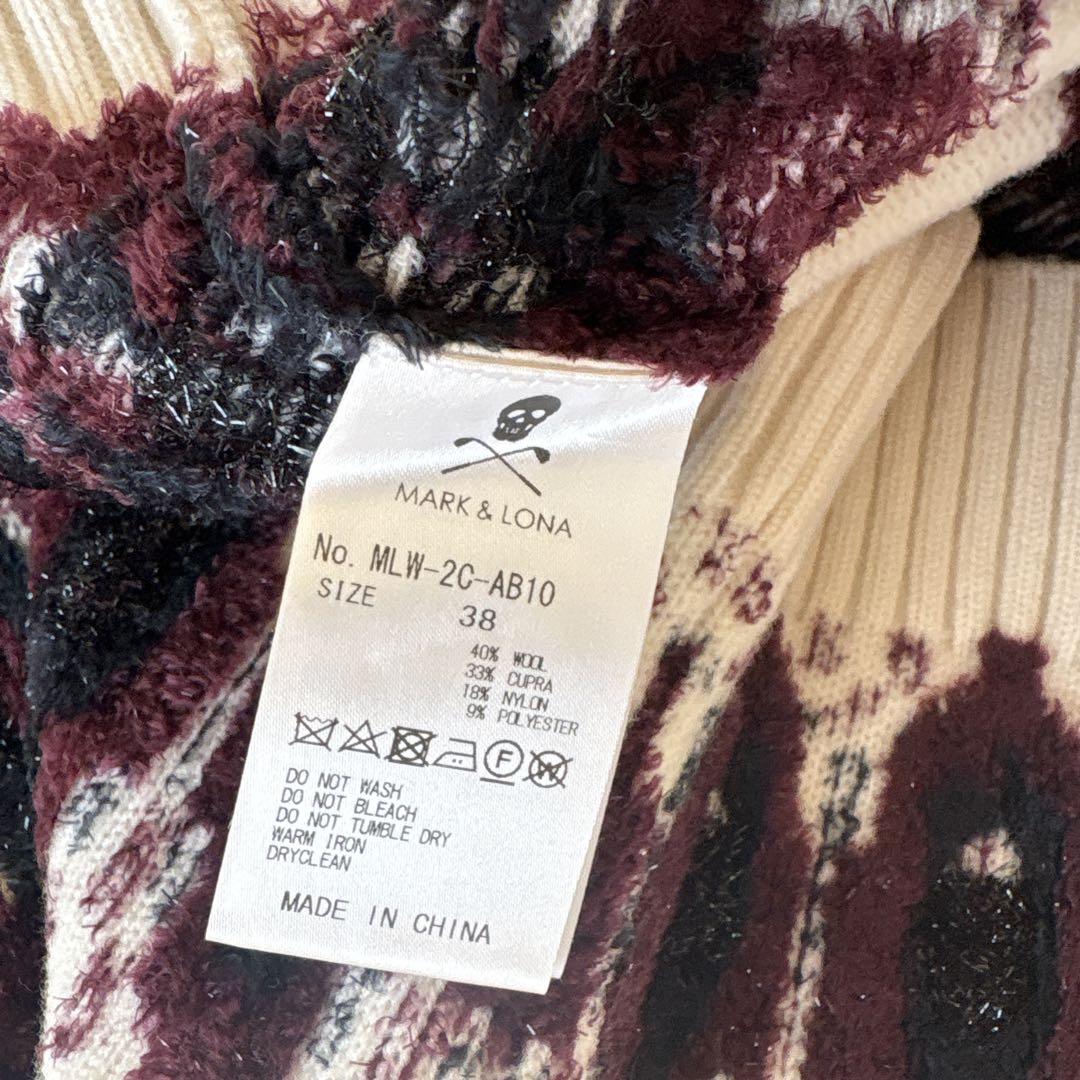 MARK & LONA
No. MLW-2C-AB10
SIZE 38
40% WOOL
33% CUPRA
18% NYLON
9% POLYESTER
F W
DO NOT WASH
DO NOT BLEACH
DO NOT TUMBLE DRY
WARM IRON
DRYCLEAN
MADE IN CHINA